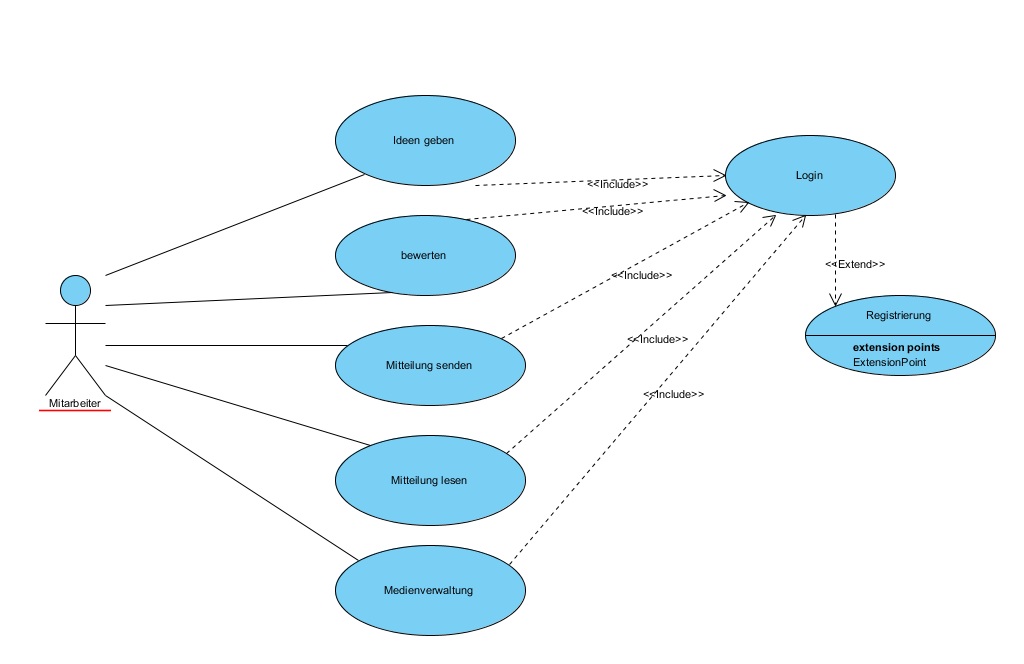 Ideen geben
Login
<<Include>>
<<Include>>
bewerten
<<Extend>>
<<Include>>
Registrierung
<<Include>>
extension points
ExtensionPoint
Mitteilung senden
<<Include>>
Mitarbeiter
Mitteilung lesen
Medienverwaltung